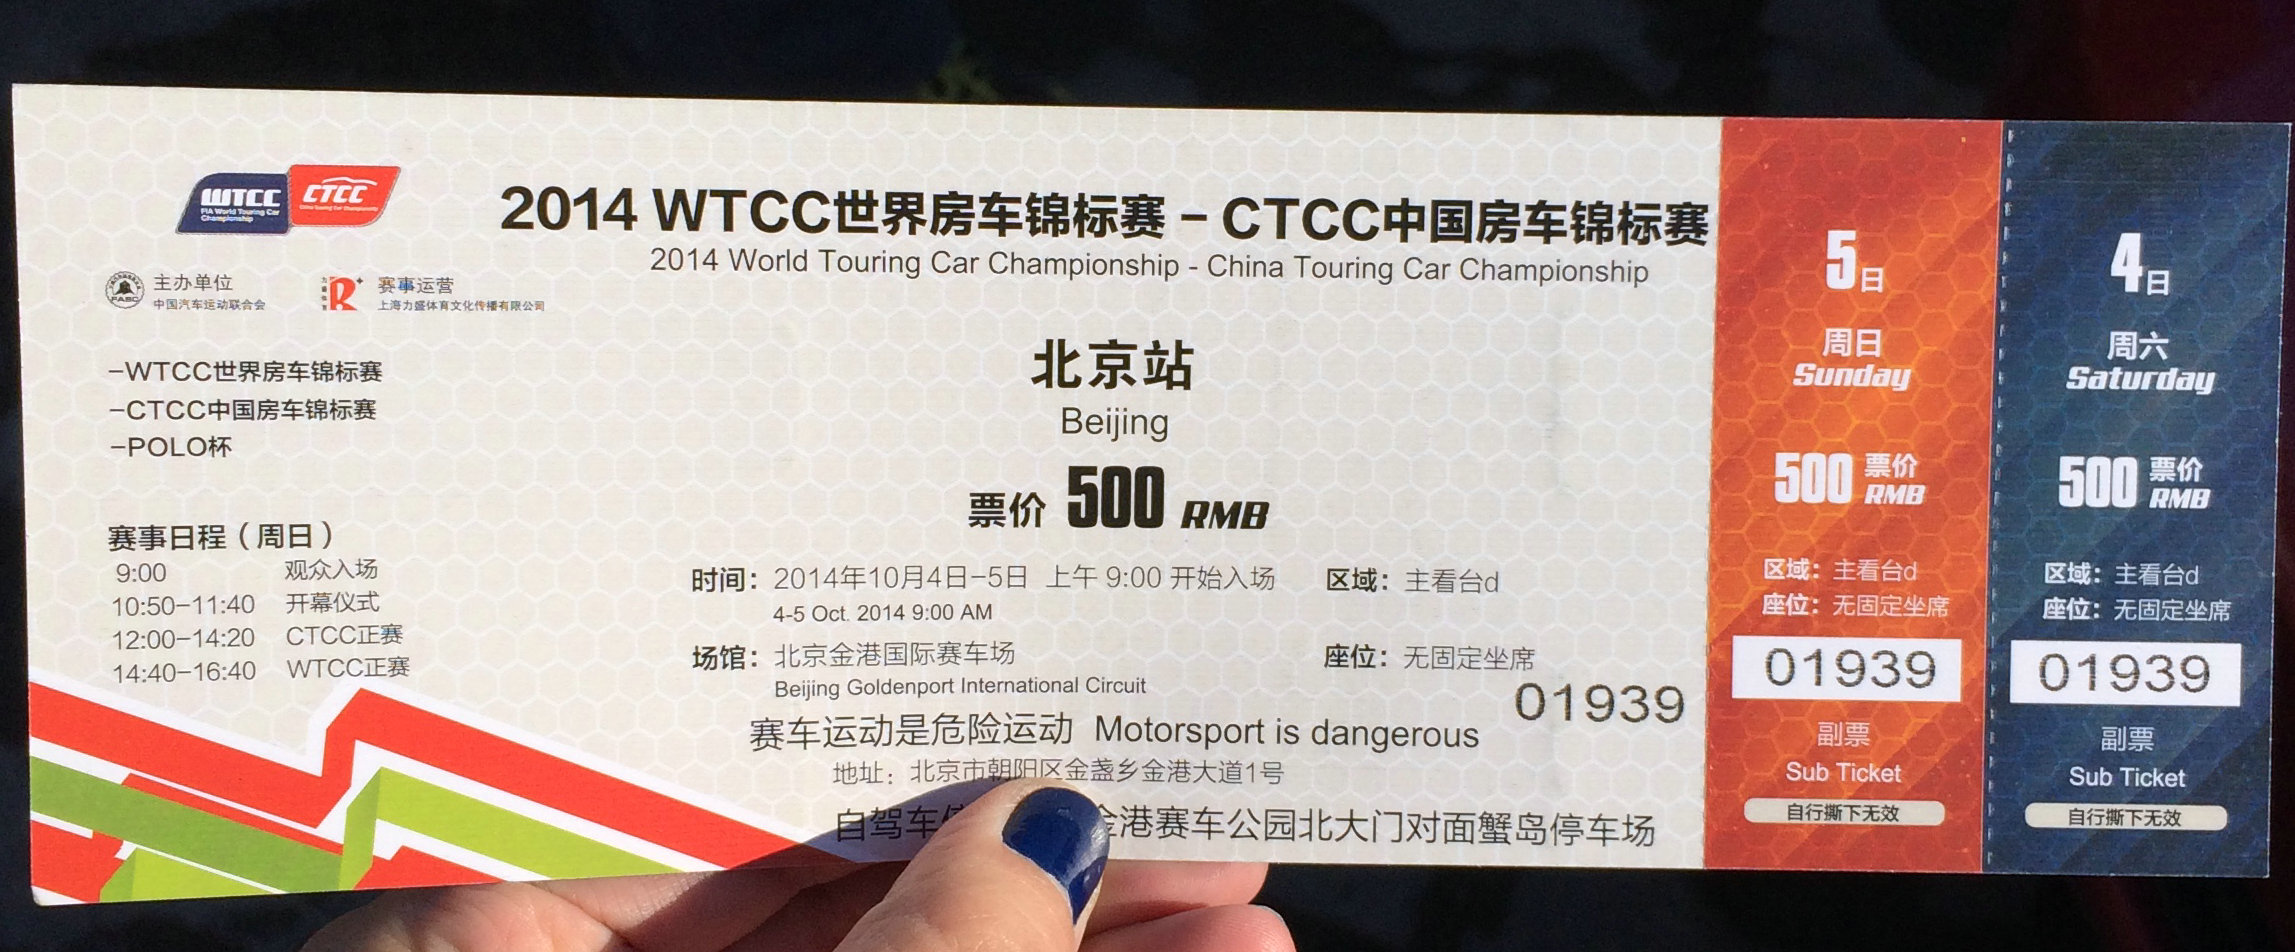 WTCC
FIA World Touring Car
Championship
CTCC
China Touring Car Championship
2014 WTCC世界房车锦标赛－CTCC中国房车锦标赛
2014 World Touring Car Championship - China Touring Car Championship
FASC
主办单位
中国汽车运动联合会
力盛体育
R
赛事运营
上海力盛体育文化传播有限公司
北京站
Beijing
票价 500 RMB
–WTCC世界房车锦标赛
–CTCC中国房车锦标赛
–POLO杯
赛事日程（周日）
9:00 观众入场
10:50–11:40 开幕仪式
12:00–14:20 CTCC正赛
14:40–16:40 WTCC正赛
时间：2014年10月4日–5日 上午 9:00 开始入场
4-5 Oct. 2014 9:00 AM
区域：主看台d
场馆：北京金港国际赛车场
Beijing Goldenport International Circuit
座位：无固定坐席
01939
赛车运动是危险运动 Motorsport is dangerous
地址：北京市朝阳区金盏乡金港大道1号
自驾车 金港赛车公园北大门对面蟹岛停车场
5日
周日
Sunday
500 票价
RMB
区域：主看台d
座位：无固定坐席
01939
副票
Sub Ticket
自行撕下无效
4日
周六
Saturday
500 票价
RMB
区域：主看台d
座位：无固定坐席
01939
副票
Sub Ticket
自行撕下无效